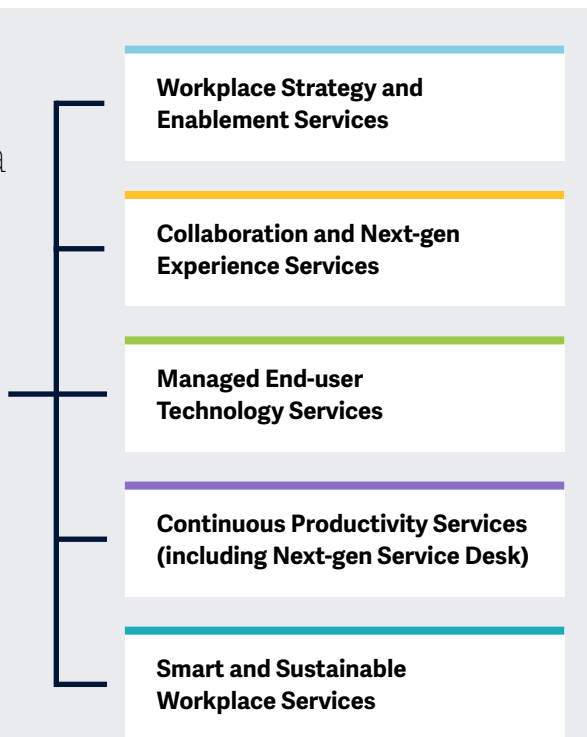 Workplace Strategy and
Enablement Services
Collaboration and Next-gen
Experience Services
Managed End-user
Technology Services
Continuous Productivity Services
(including Next-gen Service Desk)
Smart and Sustainable
Workplace Services